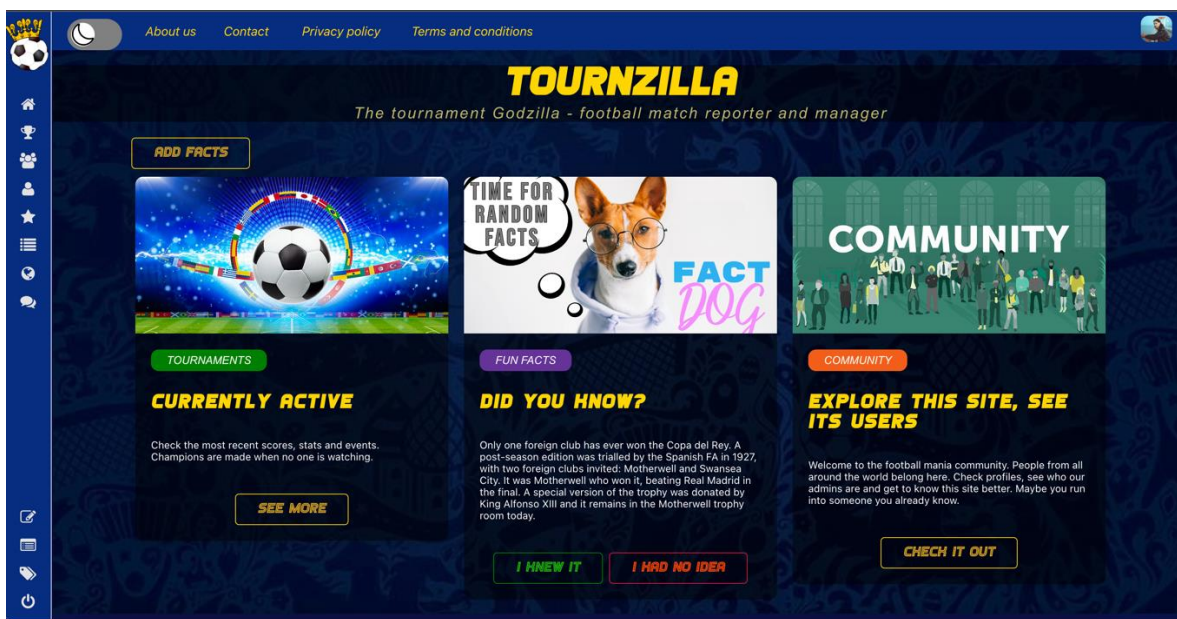 About us Contact Privacy policy Terms and conditions
TOURNZILLA
The tournament Godzilla - football match reporter and manager
ADD FACTS
TIME FOR
RANDOM
FACTS
FACT
DOG
COMMUNITY
TOURNAMENTS
CURRENTLY ACTIVE
Check the most recent scores, stats and events.
Champions are made when no one is watching.
SEE MORE
FUN FACTS
DID YOU KNOW?
Only one foreign club has ever won the Copa del Rey. A
post-season edition was trialled by the Spanish FA in 1927,
with two foreign clubs invited: Motherwell and Swansea
City. It was Motherwell who won it, beating Real Madrid in
the final. A special version of the trophy was donated by
King Alfonso XIII and it remains in the Motherwell trophy
room today.
I KNEW IT I HAD NO IDEA
COMMUNITY
EXPLORE THIS SITE, SEE
ITS USERS
Welcome to the football mania community. People from all
around the world belong here. Check profiles, see who our
admins are and get to know this site better. Maybe you run
into someone you already know.
CHECK IT OUT